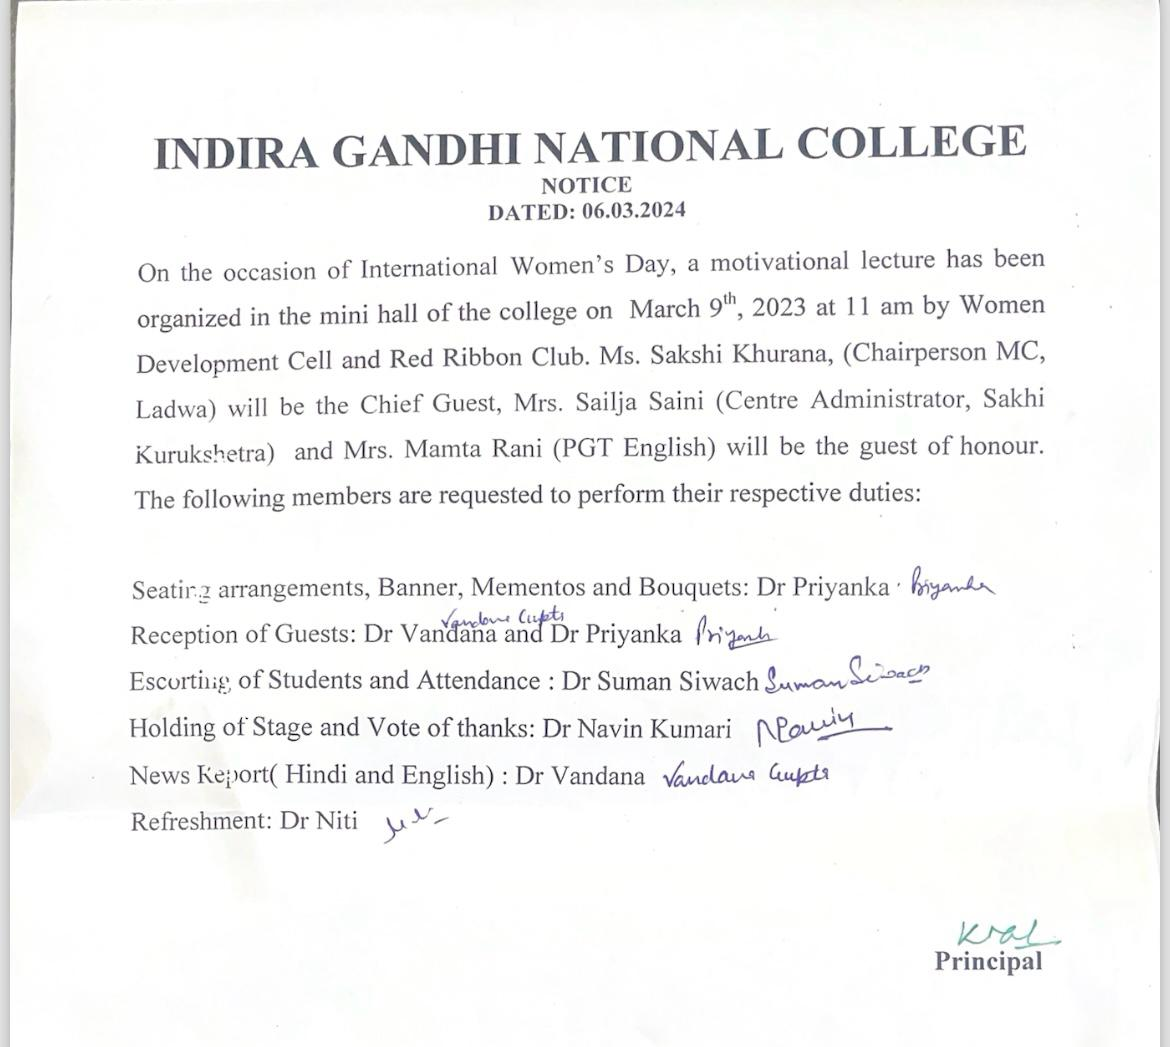 INDIRA GANDHI NATIONAL COLLEGE
NOTICE
DATED: 06.03.2024
On the occasion of International Women's Day, a motivational lecture has been
organized in the mini hall of the college on March 9th, 2023 at 11 am by Women
Development Cell and Red Ribbon Club. Ms. Sakshi Khurana, (Chairperson MC,
Ladwa) will be the Chief Guest, Mrs. Sailja Saini (Centre Administrator, Sakhi
Kurukshetra) and Mrs. Mamta Rani (PGT English) will be the guest of honour.
The following members are requested to perform their respective duties:
Seating arrangements, Banner, Mementos and Bouquets: Dr Priyanka Priyanka
Vandana Gupta
Reception of Guests: Dr Vandana and Dr Priyanka Priyanka
Escorting of Students and Attendance : Dr Suman Siwach Suman Siwach
Holding of Stage and Vote of thanks: Dr Navin Kumari
News Report( Hindi and English) : Dr Vandana Vandana Gupta
Refreshment: Dr Niti
Principal